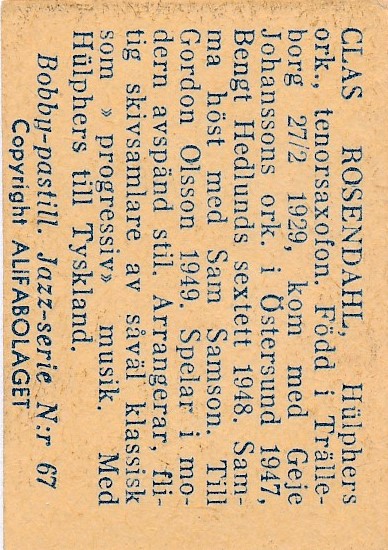 CLAS ROSENDAHL, Hülphers
ork., tenorsaxofon. Född i Trälle-
borg 27/2 1929, kom med Geje
Johanssons ork. i Östersund 1947,
Bengt Hedlunds sextett 1948. Sam-
ma höst med Sam Samson. Till
Gordon Olsson 1949. Spelar i mo-
dern avspänd stil. Arrangerar, fli-
tig skivsamlare av såväl klassisk
som » progressiv» musik. Med
Hülphers till Tyskland.
Bobby-pastill. Jazz-serie N:r 67
Copyright ALIFABOLAGET